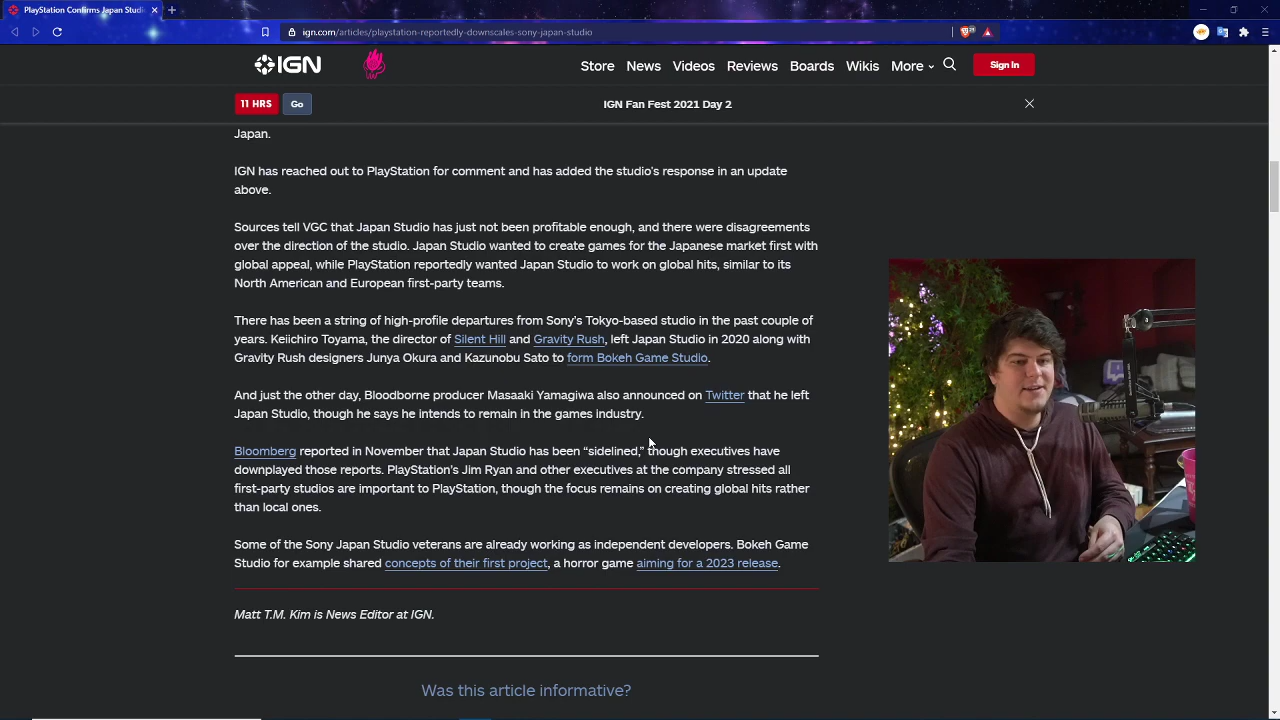 PlayStation Confirms Japan Studi
ign.com/articles/playstation-reportedly-downscales-sony-japan-studio
IGN
Store News Videos Reviews Boards Wikis More Sign In
11 HRS Go IGN Fan Fest 2021 Day 2
Japan.
IGN has reached out to PlayStation for comment and has added the studio's response in an update
above.
Sources tell VGC that Japan Studio has just not been profitable enough, and there were disagreements
over the direction of the studio. Japan Studio wanted to create games for the Japanese market first with
global appeal, while PlayStation reportedly wanted Japan Studio to work on global hits, similar to its
North American and European first-party teams.
There has been a string of high-profile departures from Sony's Tokyo-based studio in the past couple of
years. Keiichiro Toyama, the director of Silent Hill and Gravity Rush, left Japan Studio in 2020 along with
Gravity Rush designers Junya Okura and Kazunobu Sato to form Bokeh Game Studio.
And just the other day, Bloodborne producer Masaaki Yamagiwa also announced on Twitter that he left
Japan Studio, though he says he intends to remain in the games industry.
Bloomberg reported in November that Japan Studio has been “sidelined,” though executives have
downplayed those reports. PlayStation's Jim Ryan and other executives at the company stressed all
first-party studios are important to PlayStation, though the focus remains on creating global hits rather
than local ones.
Some of the Sony Japan Studio veterans are already working as independent developers. Bokeh Game
Studio for example shared concepts of their first project, a horror game aiming for a 2023 release.
Matt T.M. Kim is News Editor at IGN.
Was this article informative?